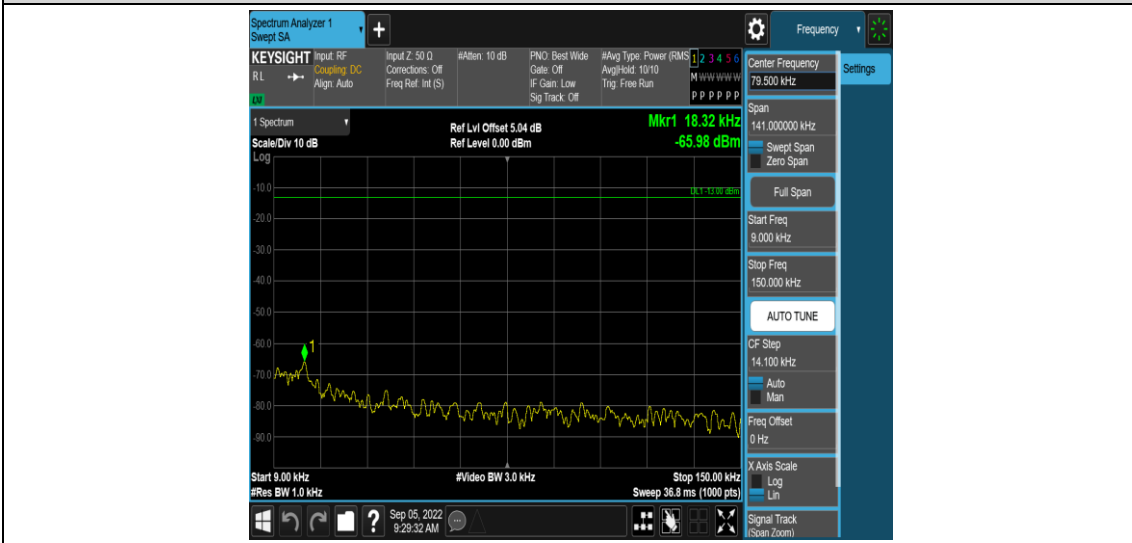 Spectrum Analyzer 1
Swept SA
+
Frequency
KEYSIGHT
RL
LXI
Input: RF
Coupling: DC
Align: Auto
Input Z: 50 Ω
Corrections: Off
Freq Ref: Int (S)
#Atten: 10 dB
PNO: Best Wide
Gate: Off
IF Gain: Low
Sig Track: Off
#Avg Type: Power (RMS
Avg|Hold: 10/10
Trig: Free Run
1 2 3 4 5 6
M W W W W W
P P P P P P
Center Frequency
79.500 kHz
Settings
Span
141.000000 kHz
Swept Span
Zero Span
Full Span
Start Freq
9.000 kHz
Stop Freq
150.000 kHz
AUTO TUNE
CF Step
14.100 kHz
Auto
Man
Freq Offset
0 Hz
X Axis Scale
Log
Lin
Signal Track
(Span Zoom)
1 Spectrum
Scale/Div 10 dB
Log
Ref Lvl Offset 5.04 dB
Ref Level 0.00 dBm
Mkr1 18.32 kHz
-65.98 dBm
-10.0
DL1 -13.00 dBm
-20.0
-30.0
-40.0
-50.0
-60.0
1
-70.0
-80.0
-90.0
Start 9.00 kHz
#Video BW 3.0 kHz
Stop 150.00 kHz
#Res BW 1.0 kHz
Sweep 36.8 ms (1000 pts)
?
Sep 05, 2022
9:29:32 AM